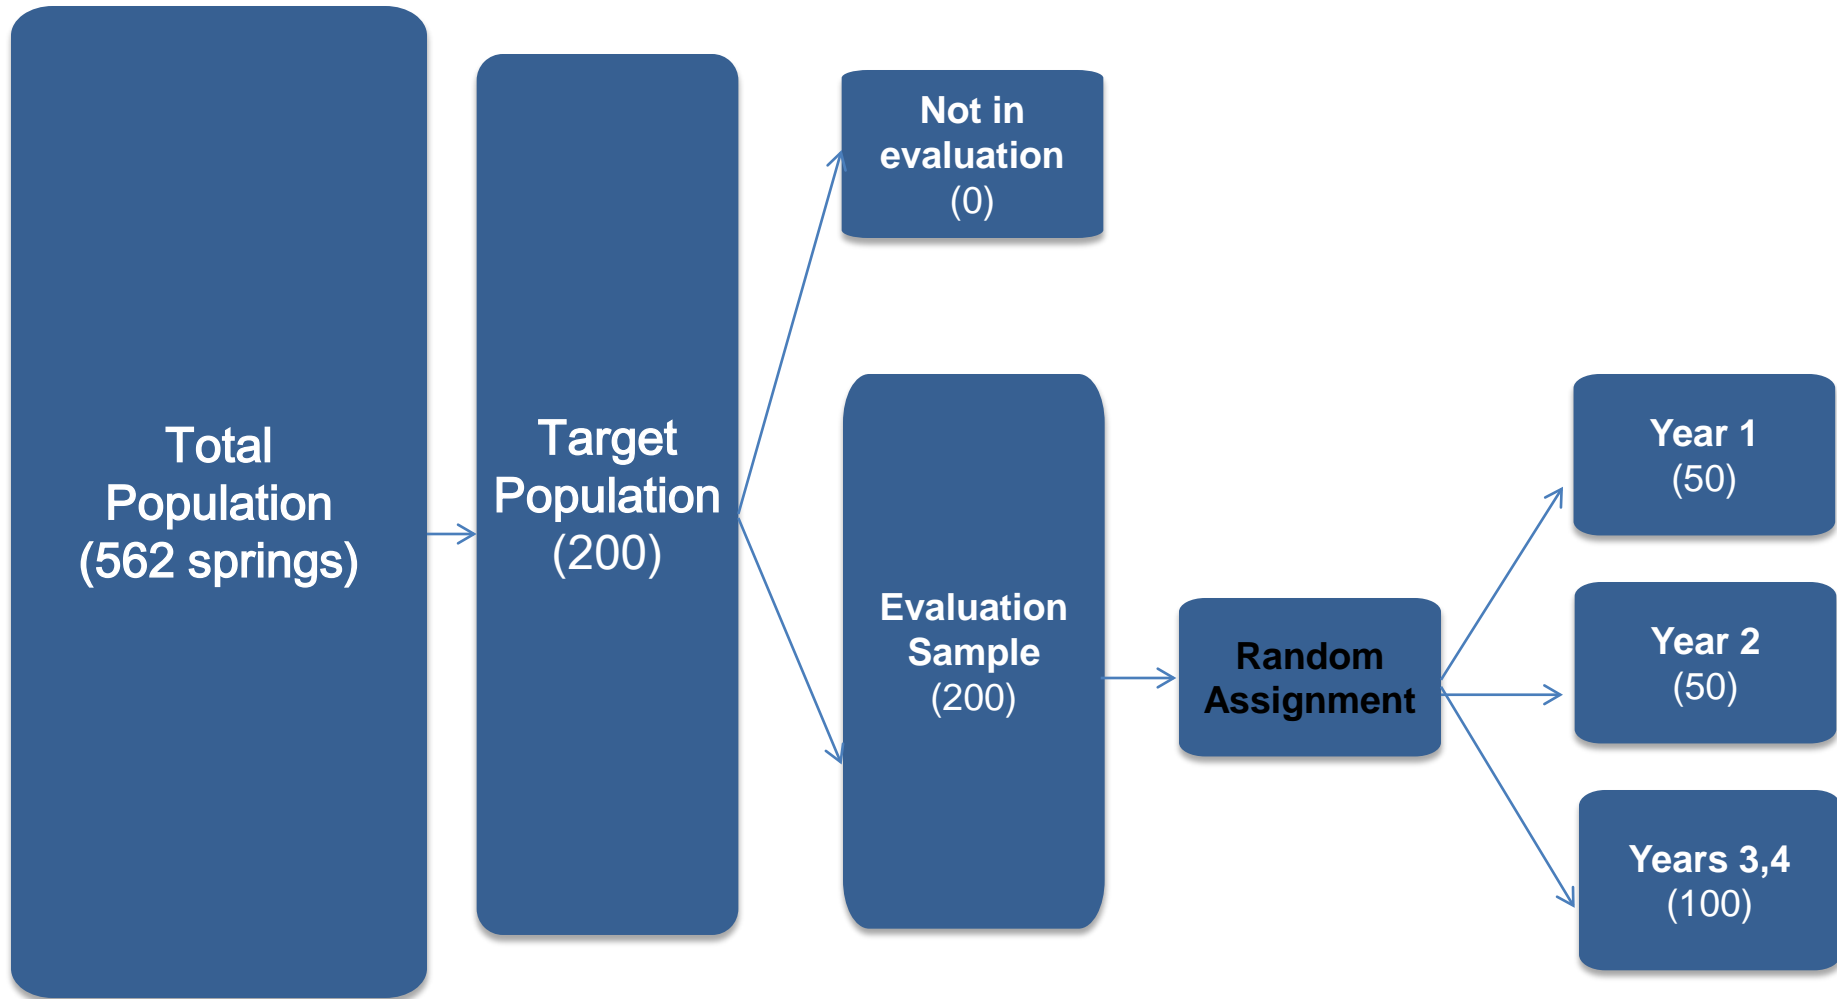 Total
Population
(562 springs)
Target
Population
(200)
Not in
evaluation
(0)
Evaluation
Sample
(200)
Random
Assignment
Year 1
(50)
Year 2
(50)
Years 3,4
(100)